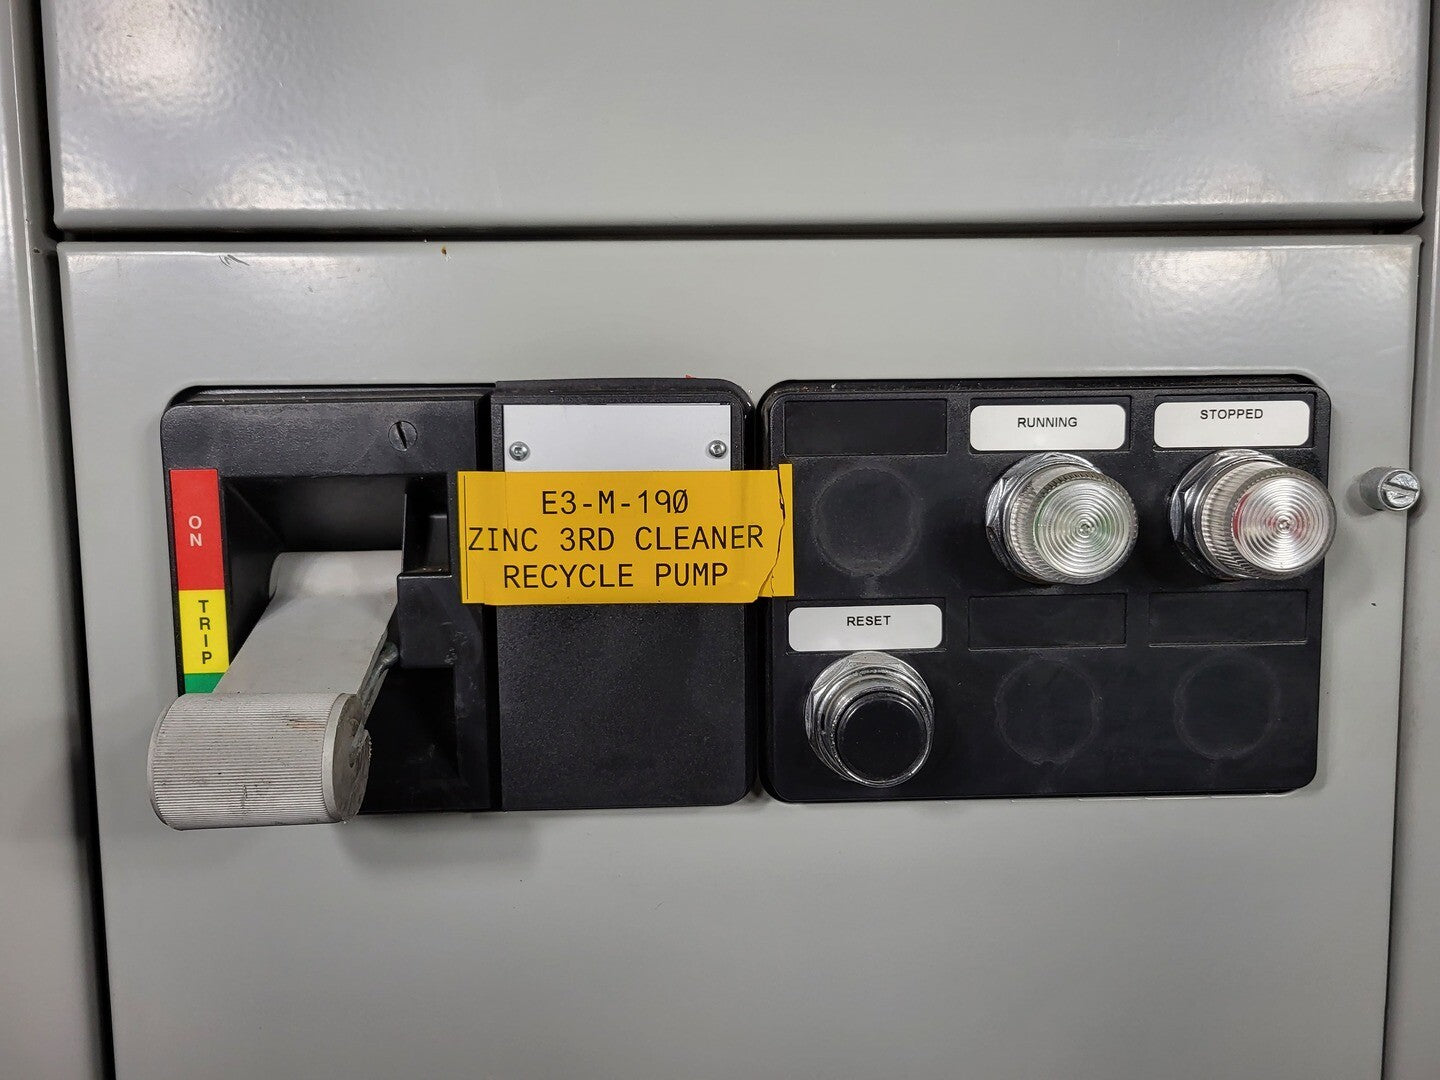 ON
TRIP
E3-M-190
ZINC 3RD CLEANER
RECYCLE PUMP
RUNNING
STOPPED
RESET